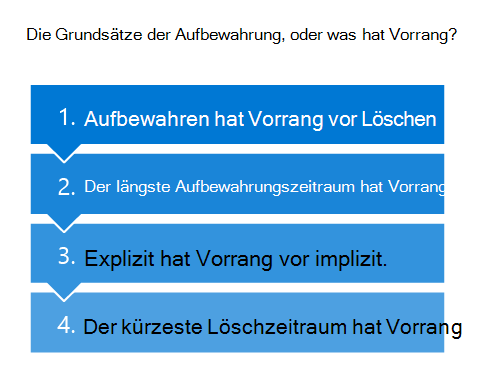 Die Grundsätze der Aufbewahrung, oder was hat Vorrang?
1. Aufbewahren hat Vorrang vor Löschen
2. Der längste Aufbewahrungszeitraum hat Vorrang
3. Explizit hat Vorrang vor implizit.
4. Der kürzeste Löschzeitraum hat Vorrang